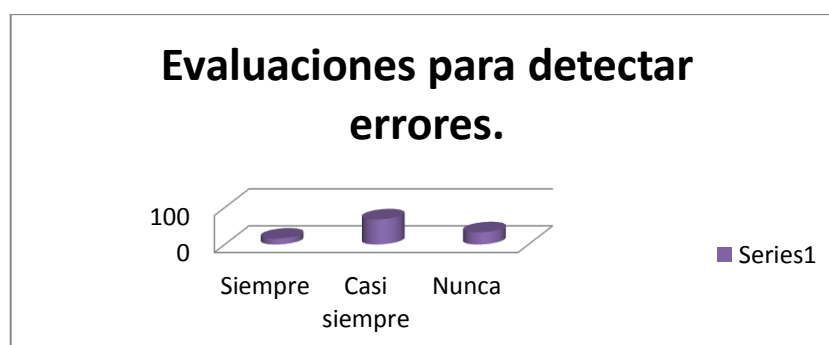 Evaluaciones para detectar
errores.
100
0
Siempre
Casi
siempre
Nunca
Series1